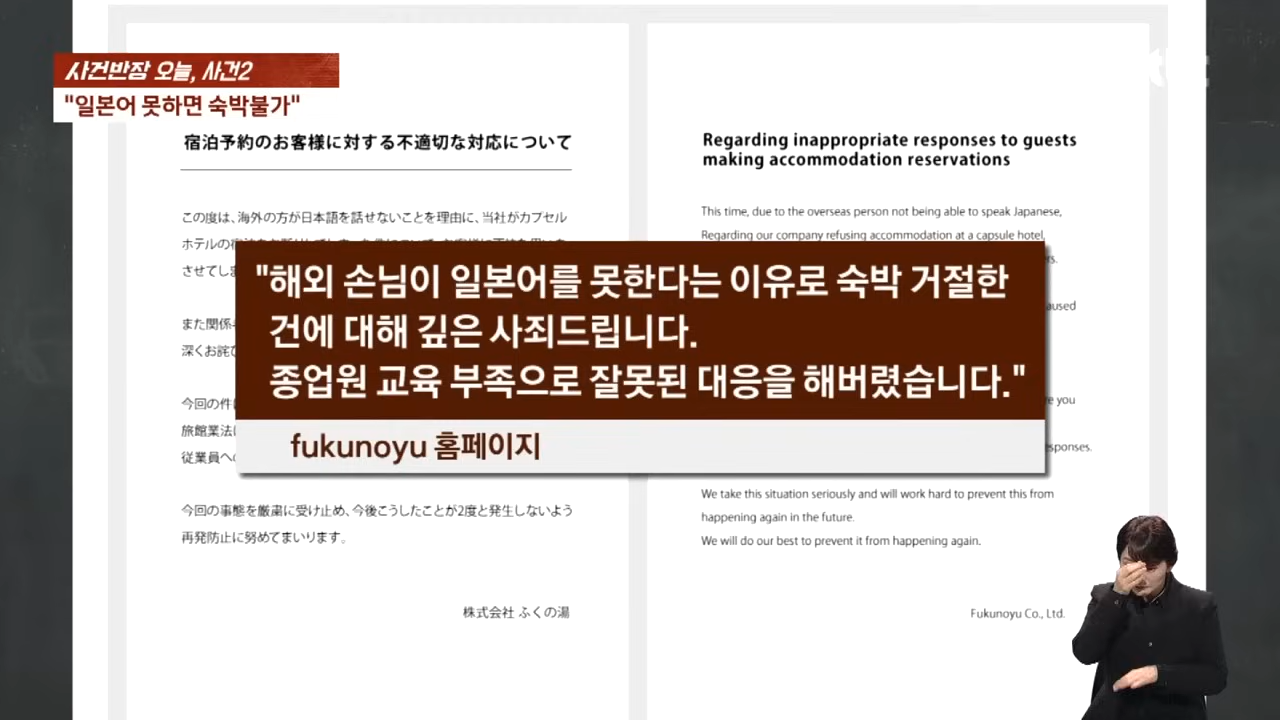 사건반장 오늘, 사건2
"일본어 못하면 숙박불가"
宿泊予約のお客様に対する不適切な対応について
この度は、海外の方が日本語を話せないことを理由に、当社がカプセル
ホテルの
させてし
また関係
深くお詫び
今回の件
旅館業法
従業員へ
今回の事態を厳粛に受け止め、今後こうしたことが2度と発生しないよう
再発防止に努めてまいります。
株式会社 ふくの湯
Regarding inappropriate responses to guests
making accommodation reservations
This time, due to the overseas person not being able to speak Japanese,
Regarding our company refusing accommodation at a capsule hotel,
you
We take this situation seriously and will work hard to prevent this from
happening again in the future.
We will do our best to prevent it from happening again.
Fukunoyu Co., Ltd.
"해외 손님이 일본어를 못한다는 이유로 숙박 거절한
건에 대해 깊은 사죄드립니다.
종업원 교육 부족으로 잘못된 대응을 해버렸습니다."
fukunoyu 홈페이지